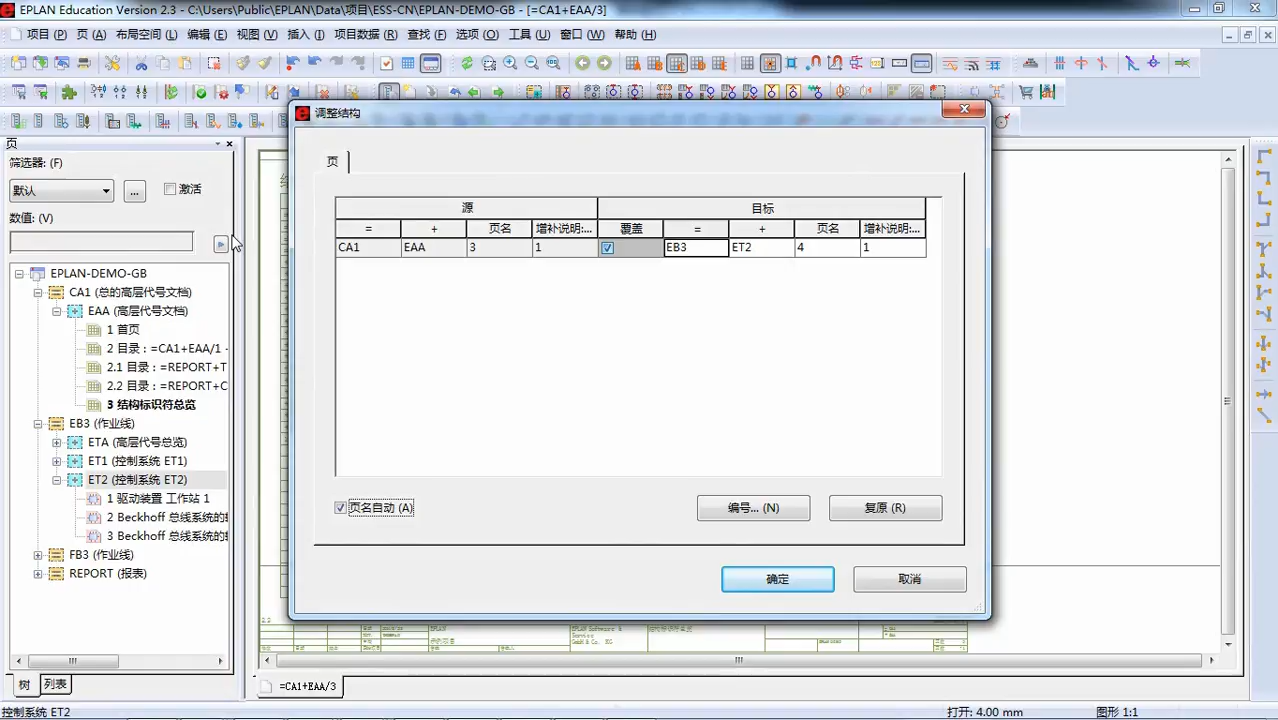 EPLAN Education Version 2.3 - C:\Users\Public\EPLAN\Data\项目\ESS-CN\EPLAN-DEMO-GB - [=CA1+EAA/3]
项目 (P) 页 (A) 布局空间 (L) 编辑 (E) 视图 (V) 插入 (I) 项目数据 (R) 查找 (F) 选项 (O) 工具 (U) 窗口 (W) 帮助 (H)
页
筛选器: (F)
默认 ... 激活
数值: (V)
EPLAN-DEMO-GB
CA1 (总的高层代号文档)
EAA (高层代号文档)
1 首页
2 目录 : =CA1+EAA/1 -
2.1 目录 : =REPORT+T
2.2 目录 : =REPORT+C
3 结构标识符总览
EB3 (作业线)
ETA (高层代号总览)
ET1 (控制系统 ET1)
ET2 (控制系统 ET2)
1 驱动装置 工作站 1
2 Beckhoff 总线系统的
3 Beckhoff 总线系统的
FB3 (作业线)
REPORT (报表)
树 列表
调整结构
页
源 目标
= + 页名 增补说明:... 覆盖 = + 页名 增补说明:...
CA1 EAA 3 1 EB3 ET2 4 1
页名自动 (A) 编号... (N) 复原 (R)
确定 取消
=CA1+EAA/3
控制系统 ET2 打开: 4.00 mm 图形 1:1